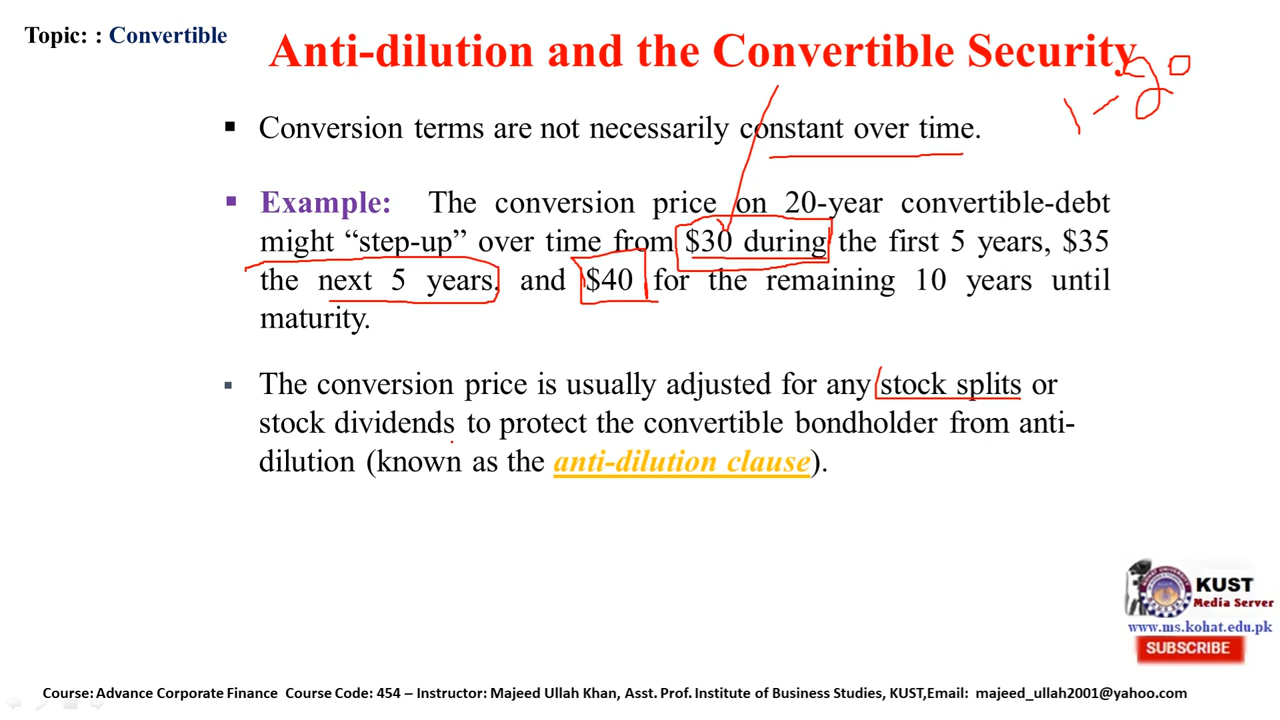 Topic: : Convertible
Anti-dilution and the Convertible Security
1-20
▪ Conversion terms are not necessarily constant over time.
▪ Example: The conversion price on 20-year convertible-debt
might “step-up” over time from $30 during the first 5 years, $35
the next 5 years, and $40 for the remaining 10 years until
maturity.
▪ The conversion price is usually adjusted for any stock splits or
stock dividends to protect the convertible bondholder from anti-
dilution (known as the anti-dilution clause).
KUST
Media Server
www.ms.kohat.edu.pk
SUBSCRIBE
Course: Advance Corporate Finance Course Code: 454 – Instructor: Majeed Ullah Khan, Asst. Prof. Institute of Business Studies, KUST,Email: majeed_ullah2001@yahoo.com